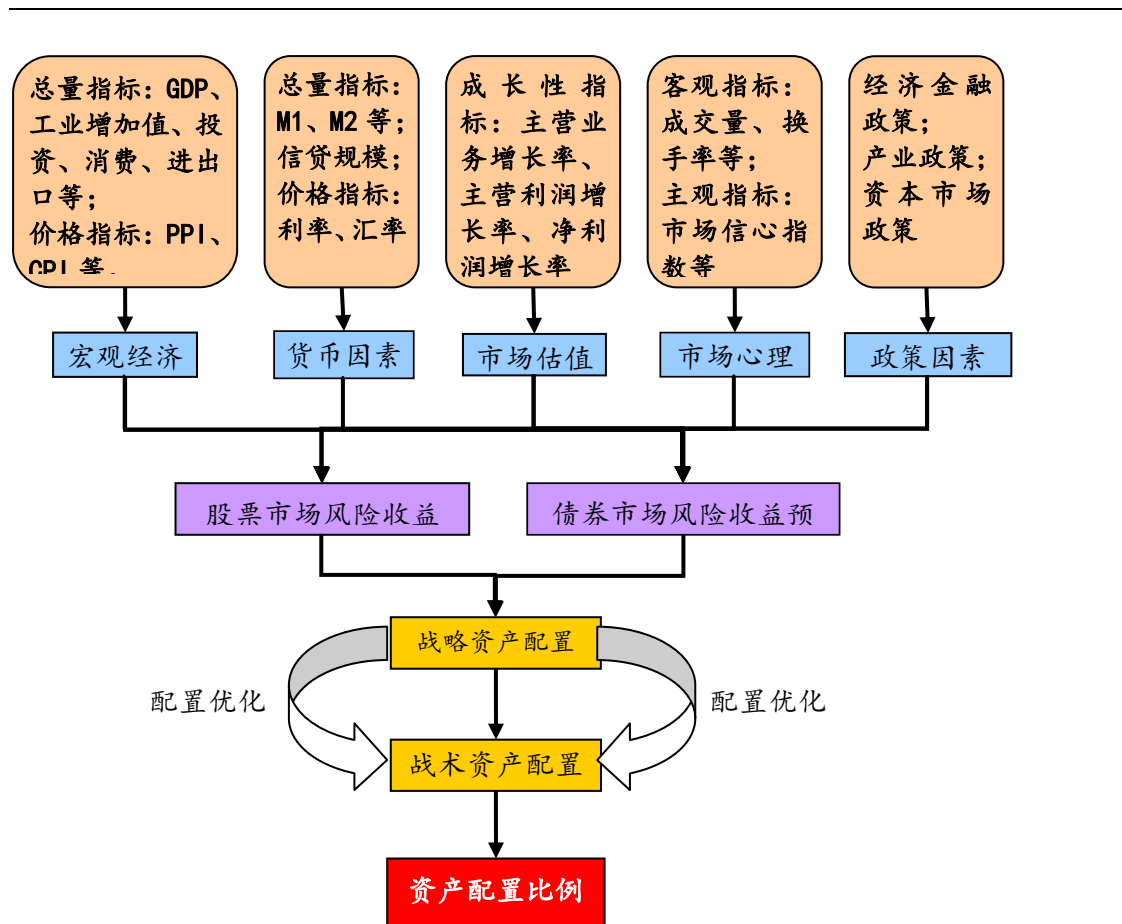 总量指标: GDP、
工业增加值、投
资、消费、进出
口等;
价格指标: PPI、
CPI 等。
总量指标:
M1、M2 等;
信贷规模;
价格指标:
利率、汇率
成长性指
标: 主营业
务增长率、
主营利润增
长率、净利
润增长率
客观指标:
成交量、换
手率等;
主观指标:
市场信心指
数等
经济金融
政策;
产业政策;
资本市场
政策
宏观经济
货币因素
市场估值
市场心理
政策因素
股票市场风险收益
债券市场风险收益预
战略资产配置
配置优化
配置优化
战术资产配置
资产配置比例